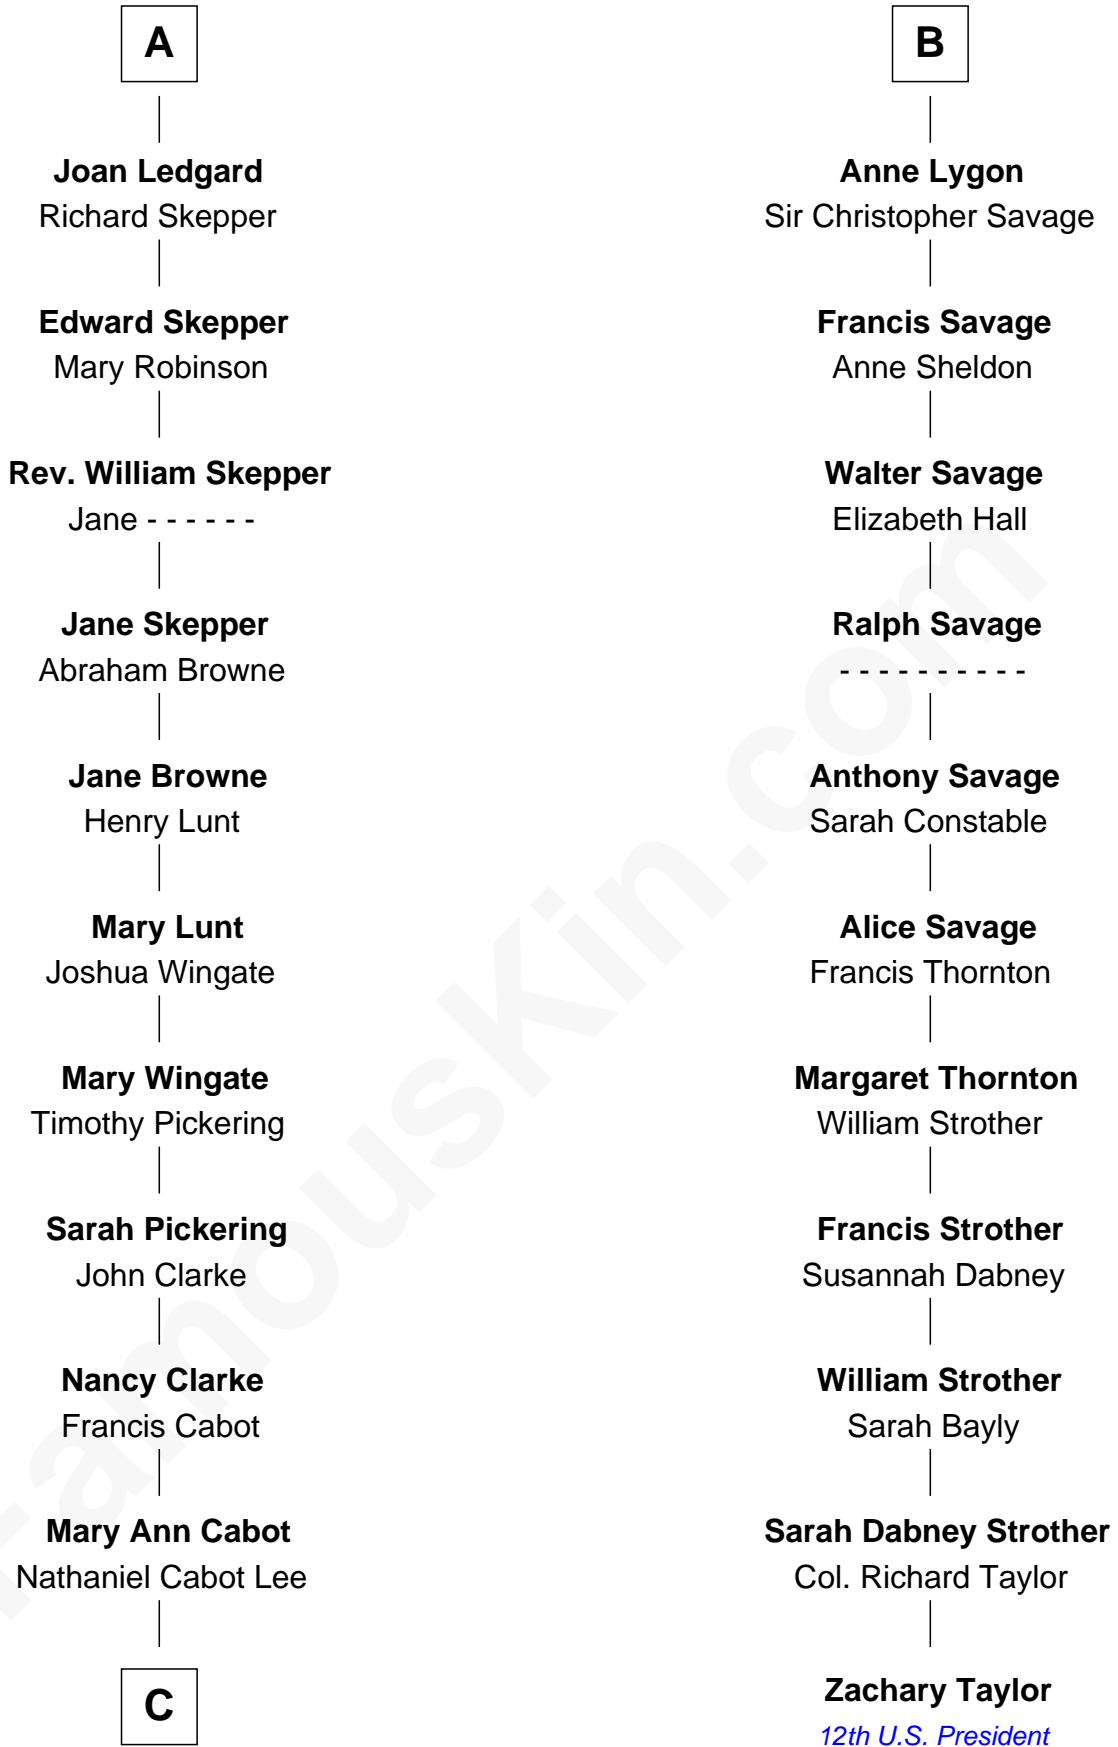 A
Joan Ledgard
Richard Skepper
Edward Skepper
Mary Robinson
Rev. William Skepper
Jane - - - - - -
Jane Skepper
Abraham Browne
Jane Browne
Henry Lunt
Mary Lunt
Joshua Wingate
Mary Wingate
Timothy Pickering
Sarah Pickering
John Clarke
Nancy Clarke
Francis Cabot
Mary Ann Cabot
Nathaniel Cabot Lee
C
B
Anne Lygon
Sir Christopher Savage
Francis Savage
Anne Sheldon
Walter Savage
Elizabeth Hall
Ralph Savage
- - - - - - - - - -
Anthony Savage
Sarah Constable
Alice Savage
Francis Thornton
Margaret Thornton
William Strother
Francis Strother
Susannah Dabney
William Strother
Sarah Bayly
Sarah Dabney Strother
Col. Richard Taylor
Zachary Taylor
12th U.S. President
FamousKin.com